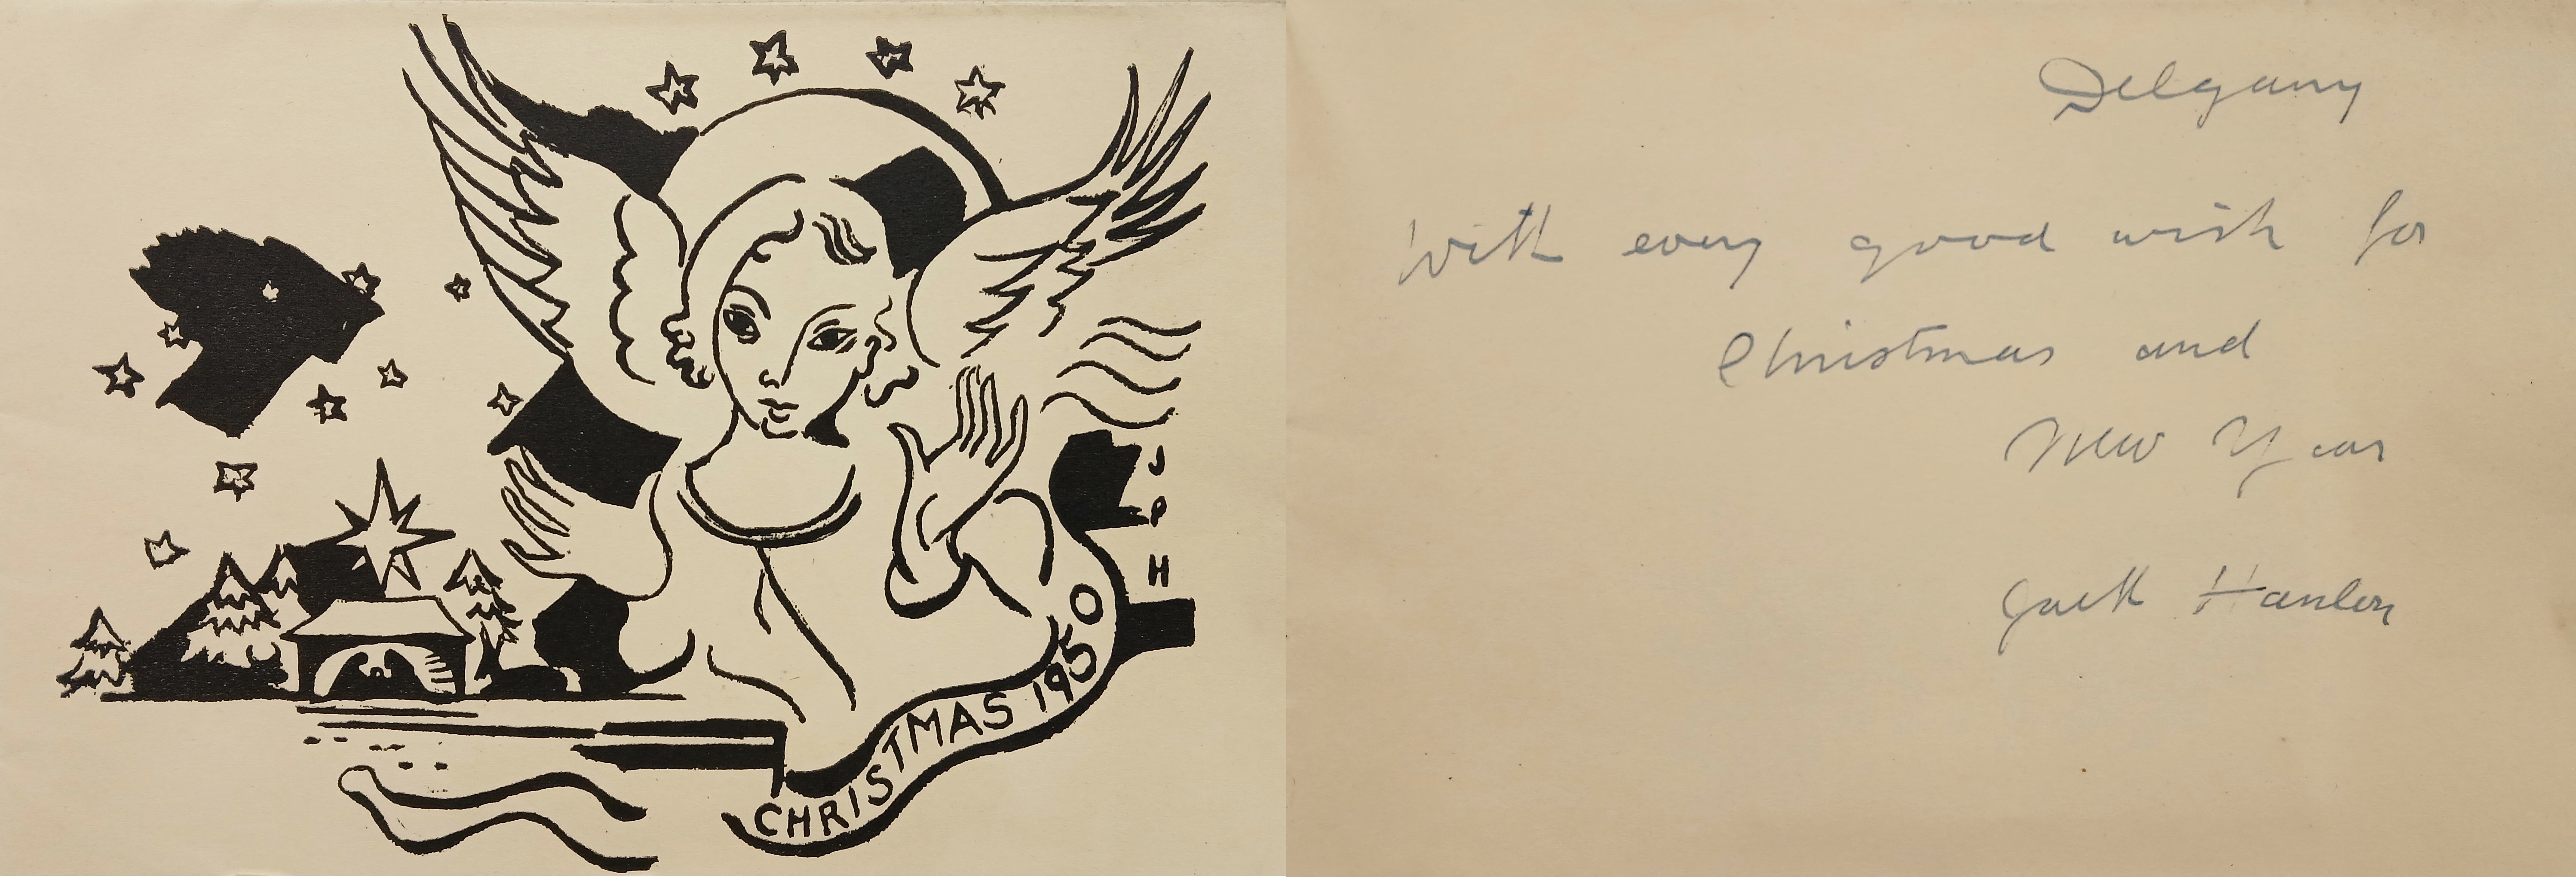 J
P
H
CHRISTMAS 1950
Delgany
With every good wish for
Christmas and
New Year
Jack Hanlon